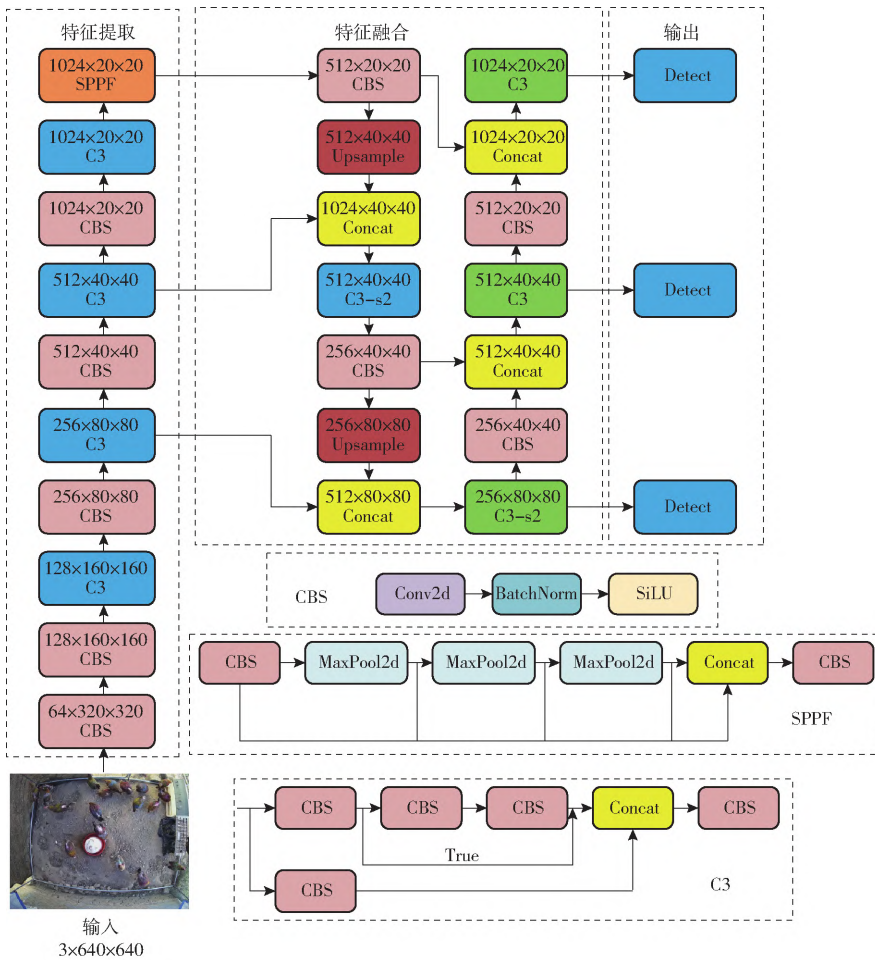 特征提取
1024×20×20
SPPF
1024×20×20
C3
1024×20×20
CBS
512×40×40
C3
512×40×40
CBS
256×80×80
C3
256×80×80
CBS
128×160×160
C3
128×160×160
CBS
64×320×320
CBS
输入
3×640×640
特征融合
512×20×20
CBS
512×40×40
Upsample
1024×40×40
Concat
512×40×40
C3-s2
256×40×40
CBS
256×80×80
Upsample
512×80×80
Concat
1024×20×20
C3
1024×20×20
Concat
512×20×20
CBS
512×40×40
C3
512×40×40
Concat
256×40×40
CBS
256×80×80
C3-s2
输出
Detect
Detect
Detect
CBS
Conv2d
BatchNorm
SiLU
CBS
MaxPool2d
MaxPool2d
MaxPool2d
Concat
CBS
SPPF
CBS
CBS
CBS
Concat
CBS
True
CBS
C3